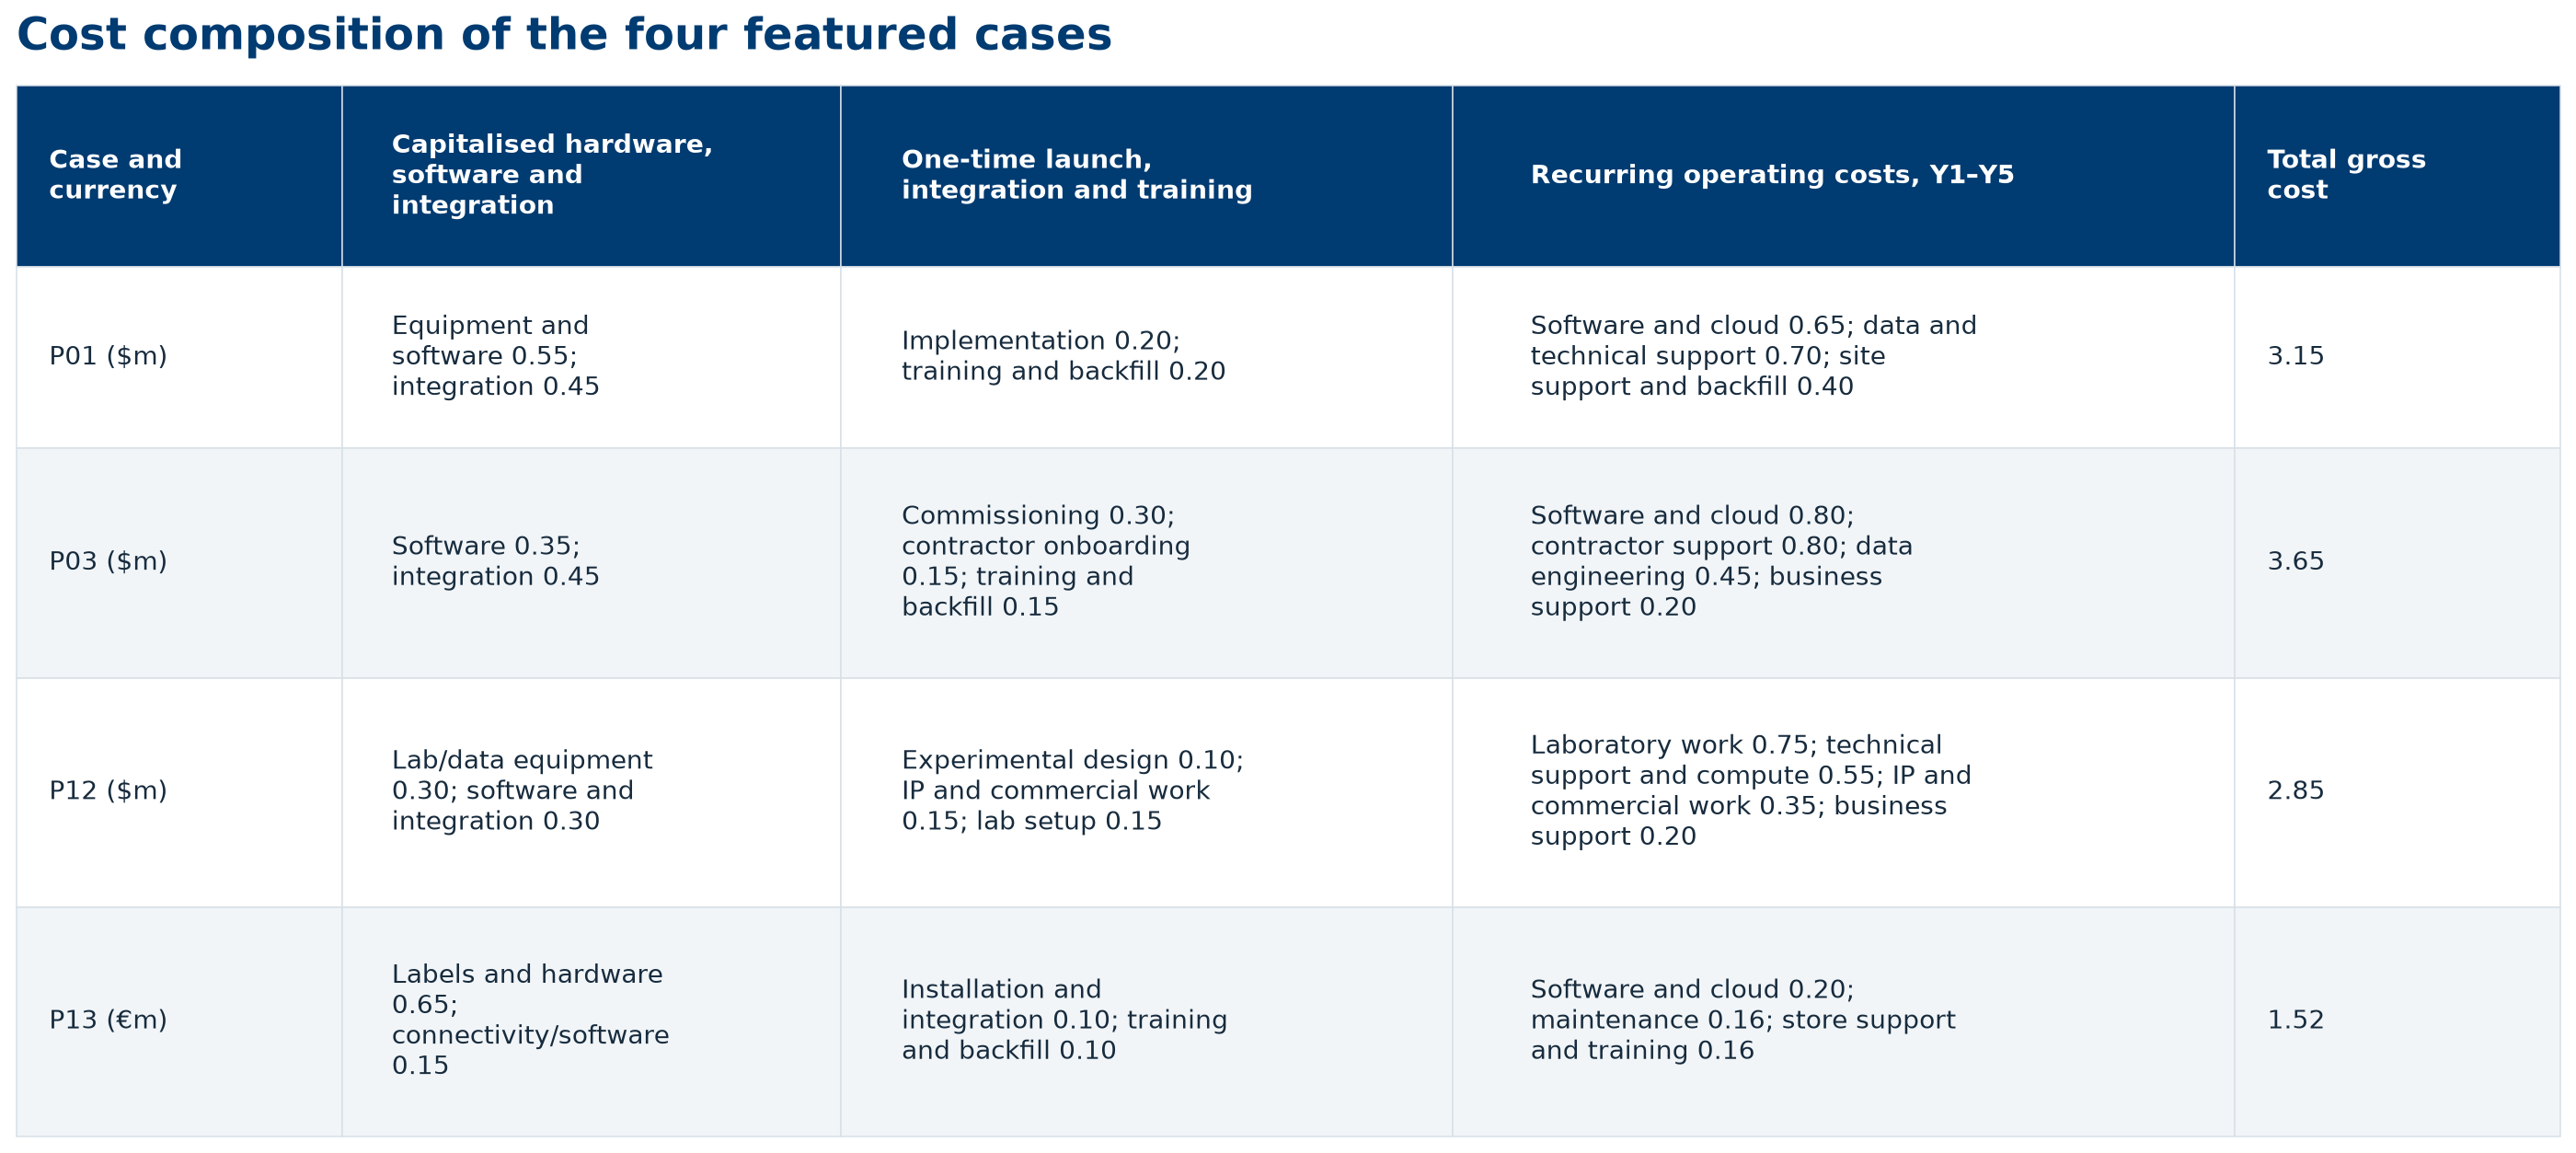 Cost composition of the four featured cases
Case and
currency
Capitalised hardware,
software and
integration
One-time launch,
integration and training
Recurring operating costs, Y1–Y5
Total gross
cost
P01 ($m)
Equipment and
software 0.55;
integration 0.45
Implementation 0.20;
training and backfill 0.20
Software and cloud 0.65; data and
technical support 0.70; site
support and backfill 0.40
3.15
P03 ($m)
Software 0.35;
integration 0.45
Commissioning 0.30;
contractor onboarding
0.15; training and
backfill 0.15
Software and cloud 0.80;
contractor support 0.80; data
engineering 0.45; business
support 0.20
3.65
P12 ($m)
Lab/data equipment
0.30; software and
integration 0.30
Experimental design 0.10;
IP and commercial work
0.15; lab setup 0.15
Laboratory work 0.75; technical
support and compute 0.55; IP and
commercial work 0.35; business
support 0.20
2.85
P13 (€m)
Labels and hardware
0.65;
connectivity/software
0.15
Installation and
integration 0.10; training
and backfill 0.10
Software and cloud 0.20;
maintenance 0.16; store support
and training 0.16
1.52